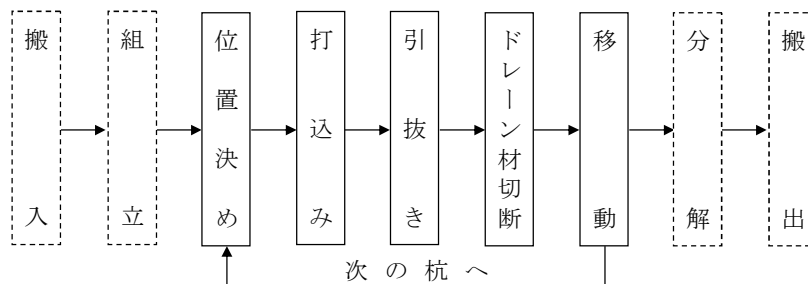 搬入
組立
位置決め
打込み
引抜き
ドレーン材切断
移動
分解
搬出
次の杭へ